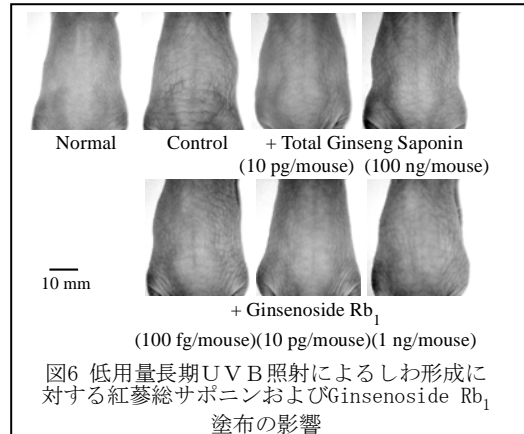 Normal Control + Total Ginseng Saponin
(10 pg/mouse) (100 ng/mouse)
10 mm
+ Ginsenoside Rb₁
(100 fg/mouse)(10 pg/mouse)(1 ng/mouse)
図6 低用量長期UVB照射によるしわ形成に
対する紅蔘総サポニンおよびGinsenoside Rb₁
塗布の影響